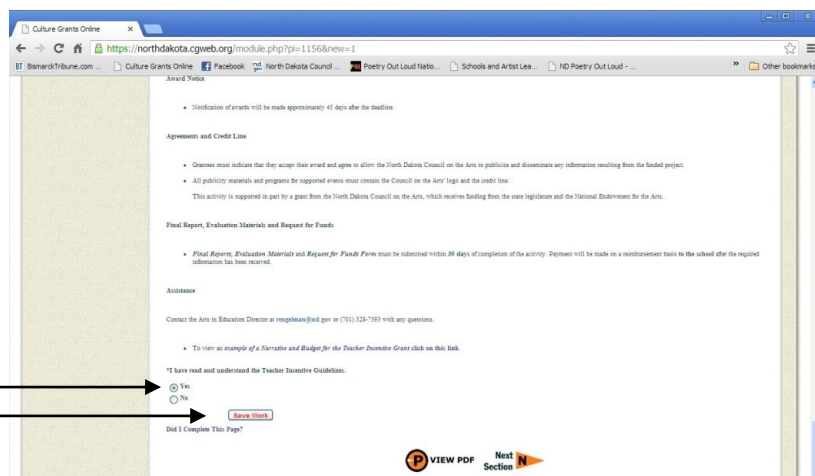 Culture Grants Online
https://northdakota.cgweb.org/module.php?pi=1156&new=1
BT BismarckTribune.com ... Culture Grants Online Facebook North Dakota Council ... Poetry Out Loud Natio... Schools and Artist Lea... ND Poetry Out Loud - ... » Other bookmarks
Award Notice
• Notification of awards will be made approximately 45 days after the deadline.
Agreements and Credit Line
• Grantees must indicate that they accept their award and agree to allow the North Dakota Council on the Arts to publicize and disseminate any information resulting from the funded project.
• All publicity materials and programs for supported events must contain the Council on the Arts' logo and the credit line:
This activity is supported in part by a grant from the North Dakota Council on the Arts, which receives funding from the state legislature and the National Endowment for the Arts.
Final Report, Evaluation Materials and Request for Funds
• Final Reports, Evaluation Materials and Request for Funds Form must be submitted within 30 days of completion of the activity. Payment will be made on a reimbursement basis to the school after the required
information has been received.
Assistance
Contact the Arts in Education Director at rengelman@nd.gov or (701) 328-7593 with any questions.
• To view an example of a Narrative and Budget for the Teacher Incentive Grant click on this link.
*I have read and understand the Teacher Incentive Guidelines.
Yes
No
Save Work
Did I Complete This Page?
P VIEW PDF Next N
Section